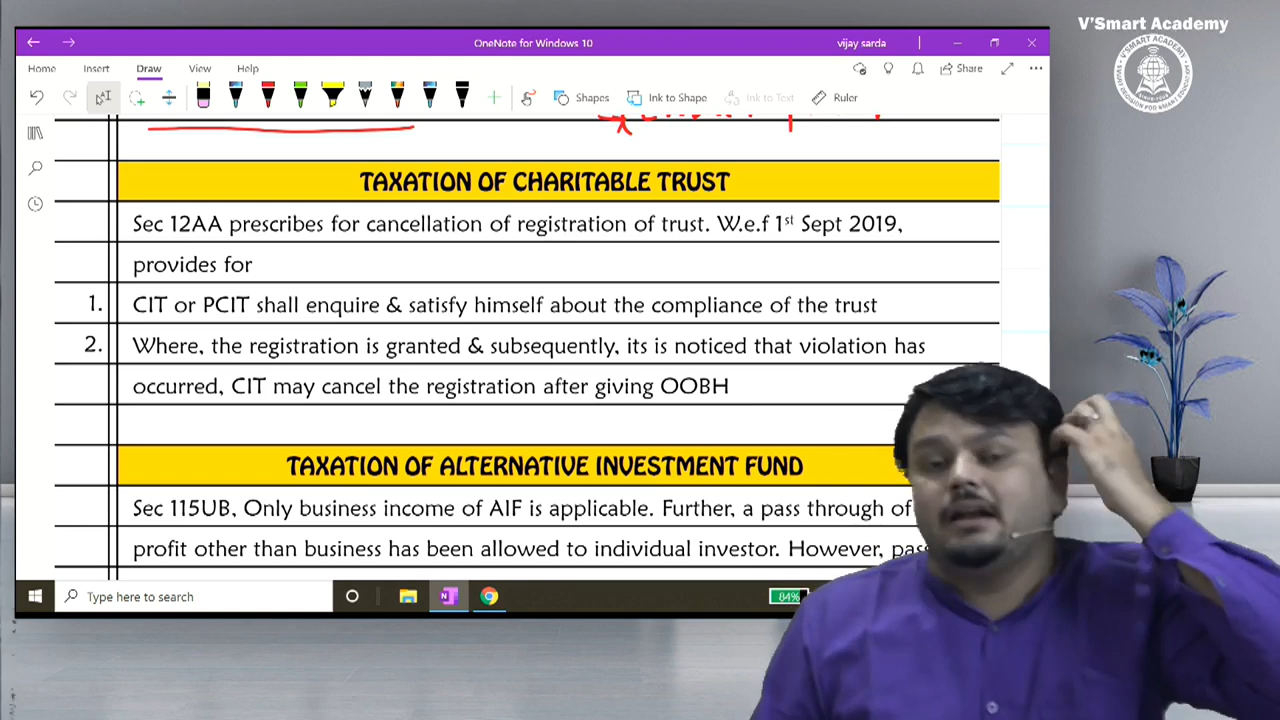 V'Smart Academy
OneNote for Windows 10
vijay sarda
Home Insert Draw View Help
Share
Shapes Ink to Shape Ink to Text Ruler
TAXATION OF CHARITABLE TRUST
Sec 12AA prescribes for cancellation of registration of trust. W.e.f 1st Sept 2019,
provides for
1. CIT or PCIT shall enquire & satisfy himself about the compliance of the trust
2. Where, the registration is granted & subsequently, its is noticed that violation has
occurred, CIT may cancel the registration after giving OOBH
TAXATION OF ALTERNATIVE INVESTMENT FUND
Sec 115UB, Only business income of AIF is applicable. Further, a pass through of
profit other than business has been allowed to individual investor. However, pass
Type here to search
84%